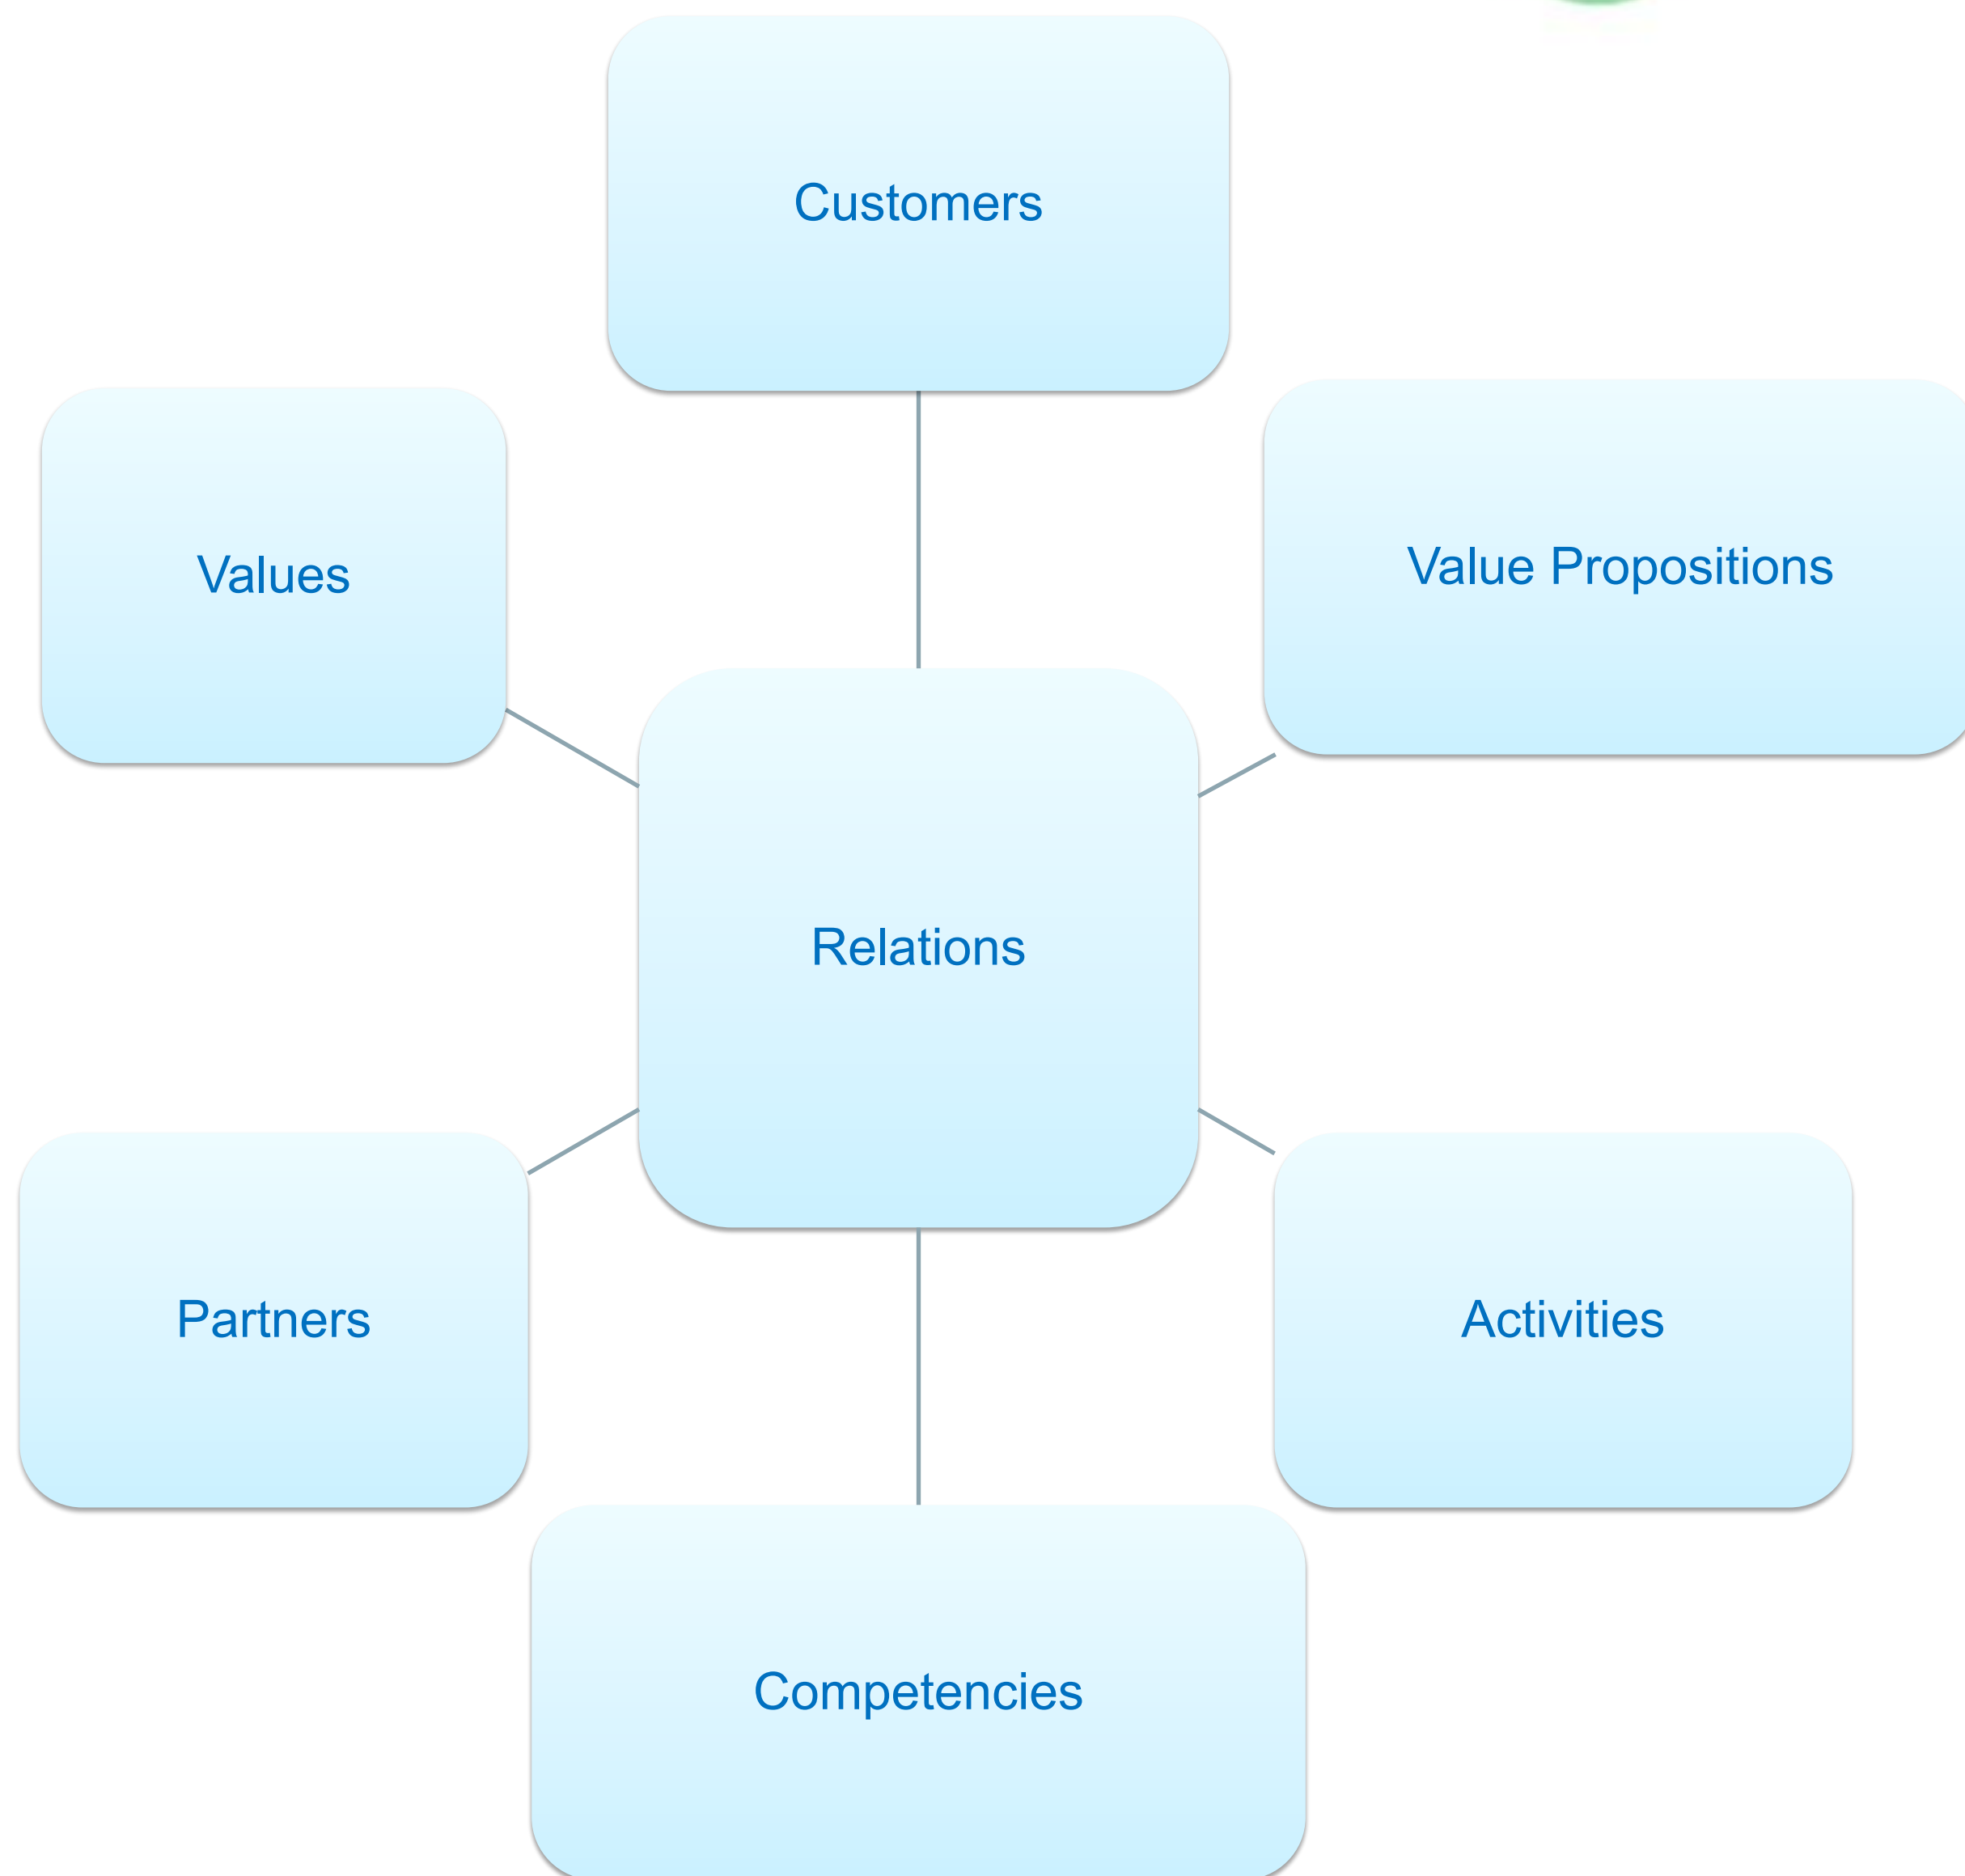 Customers
Value Propositions
Values
Relations
Partners
Activities
Competencies